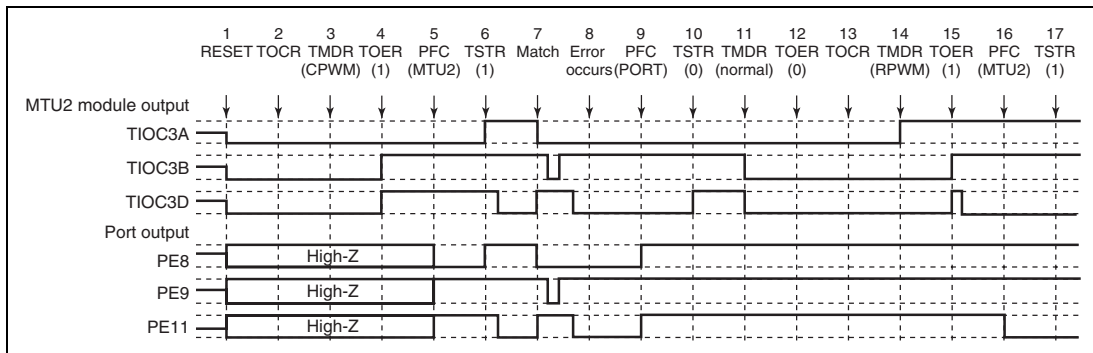 1 2 3 4 5 6 7 8 9 10 11 12 13 14 15 16 17
RESET TOCR TMDR TOER PFC TSTR Match Error PFC TSTR TMDR TOER TOCR TMDR TOER PFC TSTR
(CPWM) (1) (MTU2) (1) occurs (PORT) (0) (normal) (0) (RPWM) (1) (MTU2) (1)
MTU2 module output
TIOC3A
TIOC3B
TIOC3D
Port output
PE8 High-Z
PE9 High-Z
PE11 High-Z